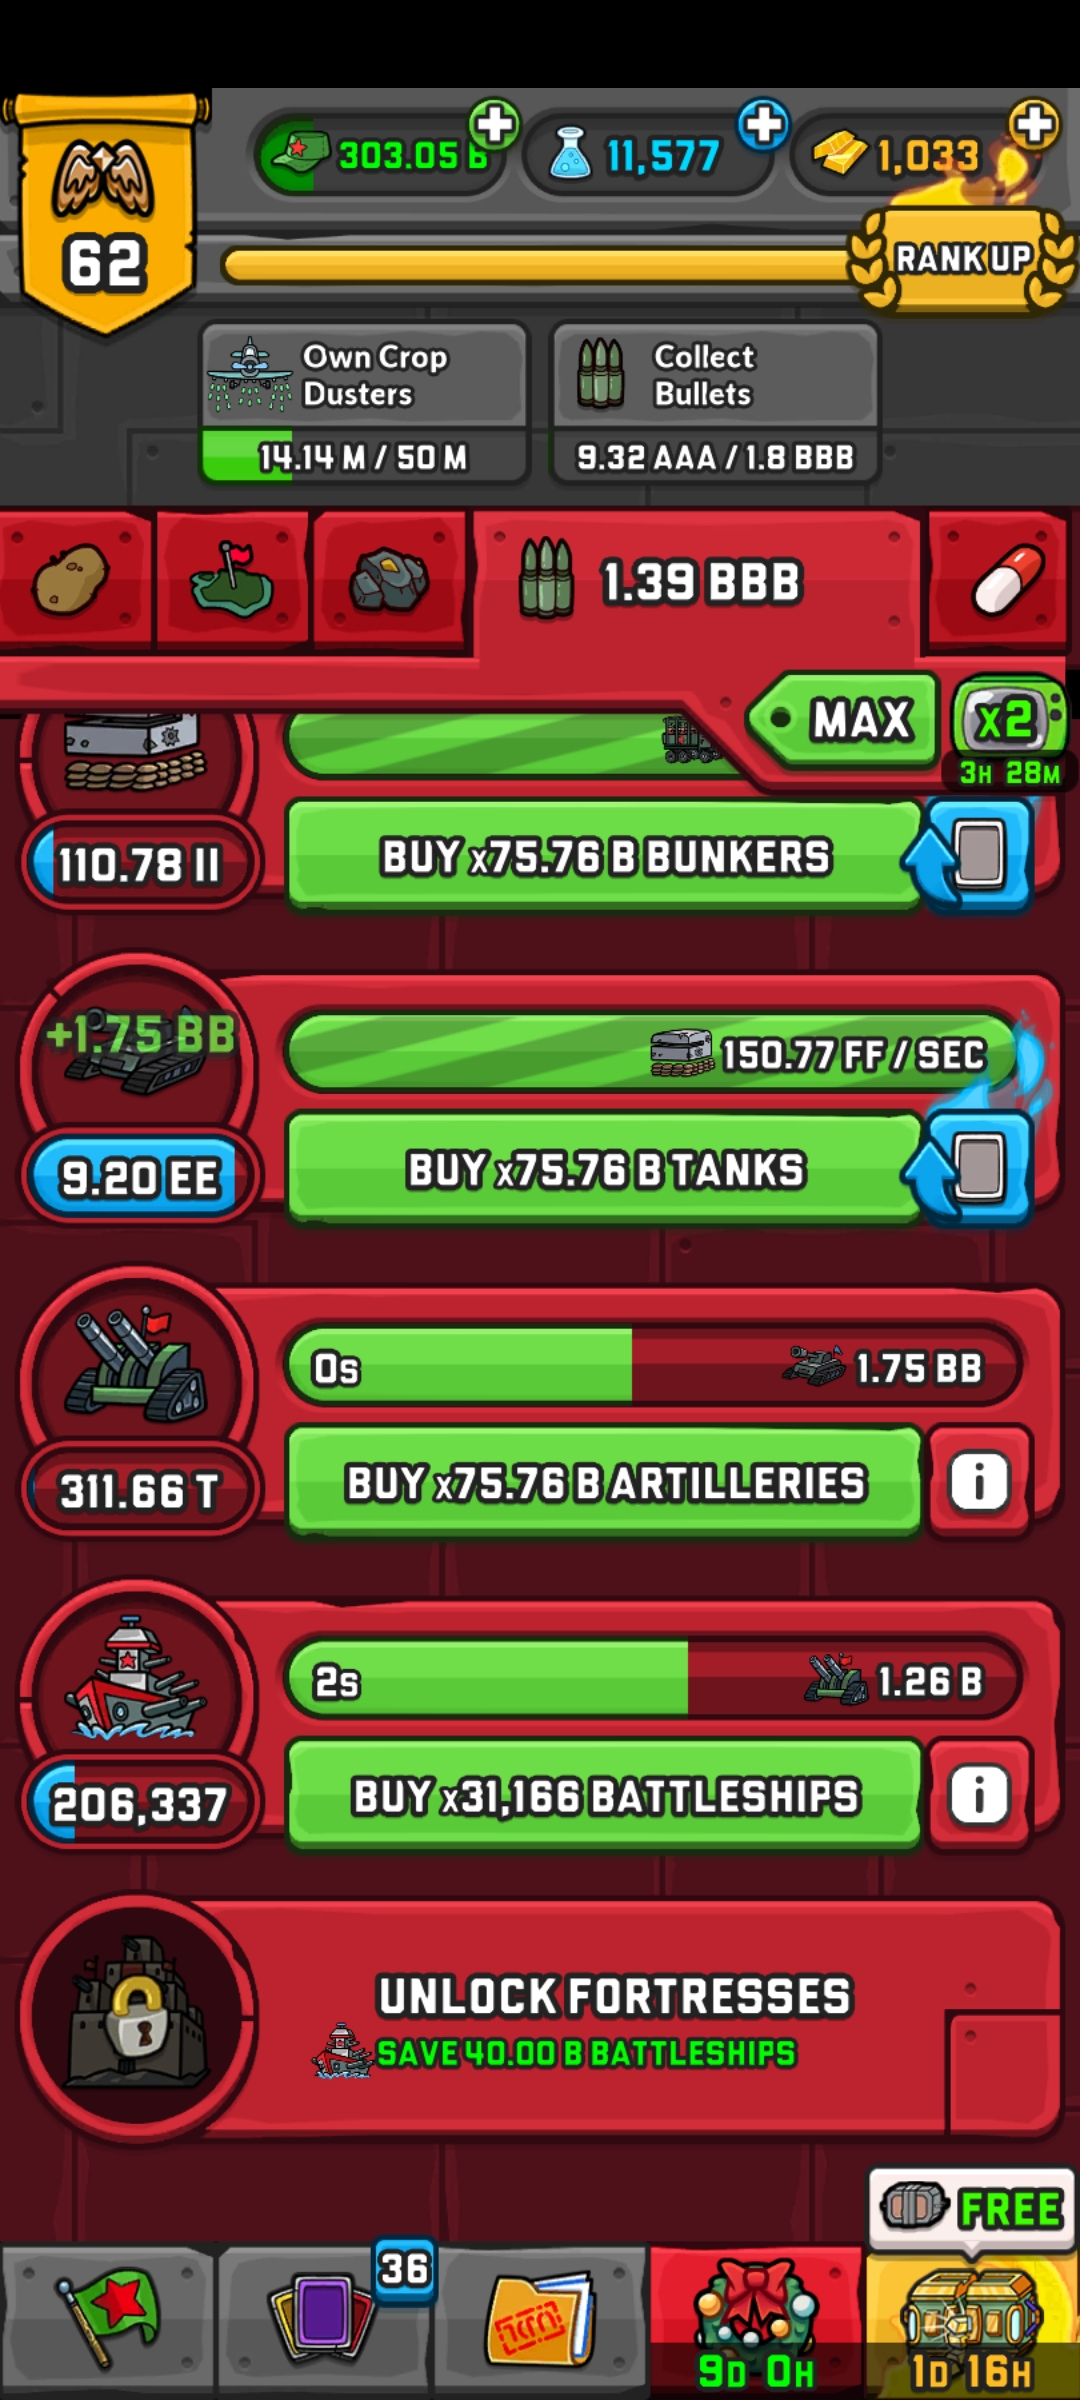 303.05 B
11,577
1,033
62
RANK UP
Own Crop
Dusters
Collect
Bullets
14.14 M / 50 M
9.32 AAA / 1.8 BBB
1.39 BBB
MAX
x2
3H 28M
110.78 II
BUY x75.76 B BUNKERS
+1.75 BB
150.77 FF / SEC
9.20 EE
BUY x75.76 B TANKS
0s
1.75 BB
311.66 T
BUY x75.76 B ARTILLERIES
i
2s
1.26 B
206,337
BUY x31,166 BATTLESHIPS
i
UNLOCK FORTRESSES
SAVE 40.00 B BATTLESHIPS
FREE
36
9D 0H
1D 16H